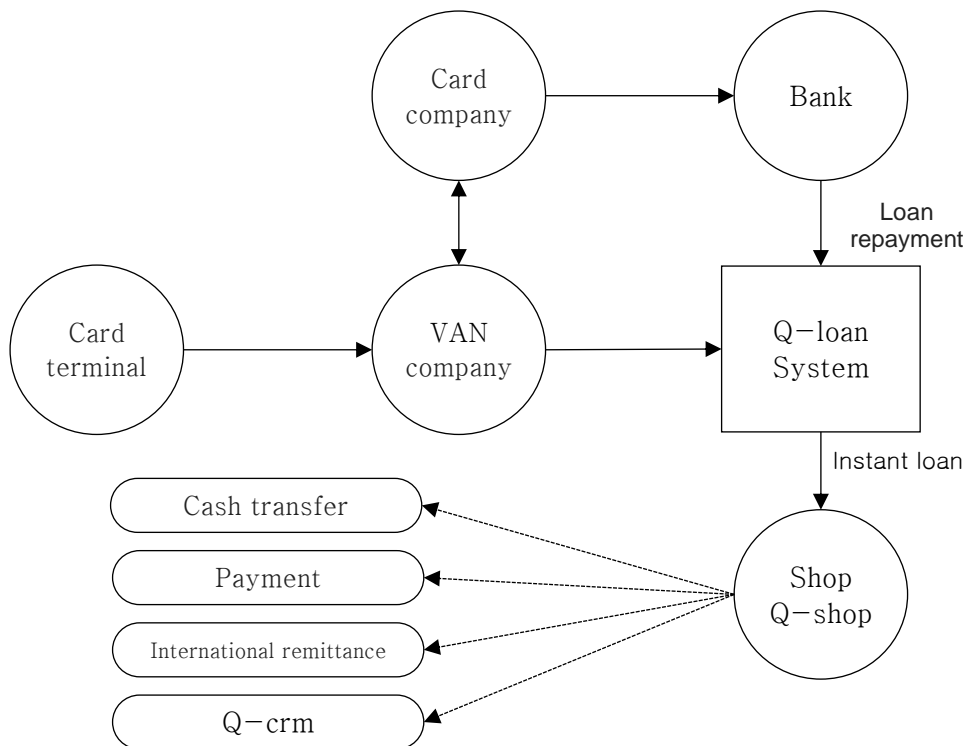 Card
company
Bank
Loan
repayment
Card
terminal
VAN
company
Q-loan
System
Instant loan
Cash transfer
Payment
International remittance
Q-crm
Shop
Q-shop